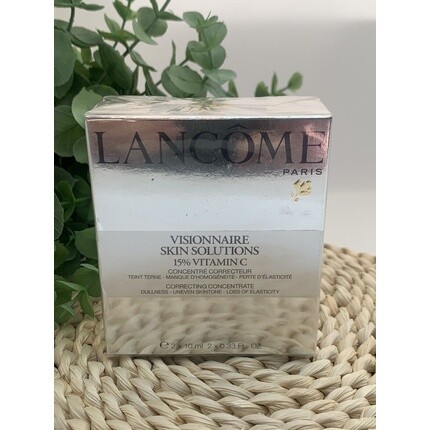 LANCÔME
PARIS
VISIONNAIRE
SKIN SOLUTIONS
15% VITAMIN C
CONCENTRÉ CORRECTEUR
TEINT TERNE - MANQUE D'HOMOGÉNÉITÉ - PERTE D'ÉLASTICITÉ
CORRECTING CONCENTRATE
DULLNESS - UNEVEN SKINTONE - LOSS OF ELASTICITY
℮ 2 x 10 ml 2 x 0.33 FL. OZ.